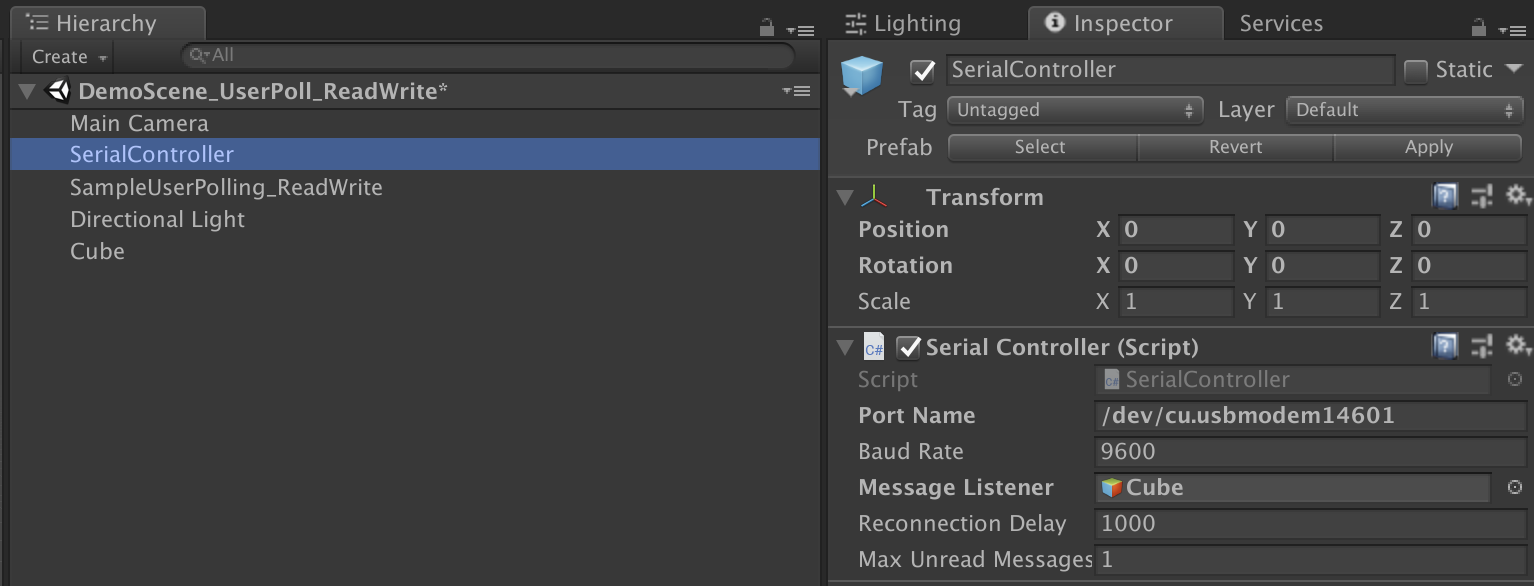 Hierarchy
Create
All
DemoScene_UserPoll_ReadWrite*
Main Camera
SerialController
SampleUserPolling_ReadWrite
Directional Light
Cube
Lighting Inspector Services
SerialController Static
Tag Untagged Layer Default
Prefab Select Revert Apply
Transform
Position X 0 Y 0 Z 0
Rotation X 0 Y 0 Z 0
Scale X 1 Y 1 Z 1
C# Serial Controller (Script)
Script C# SerialController
Port Name /dev/cu.usbmodem14601
Baud Rate 9600
Message Listener Cube
Reconnection Delay 1000
Max Unread Messages 1